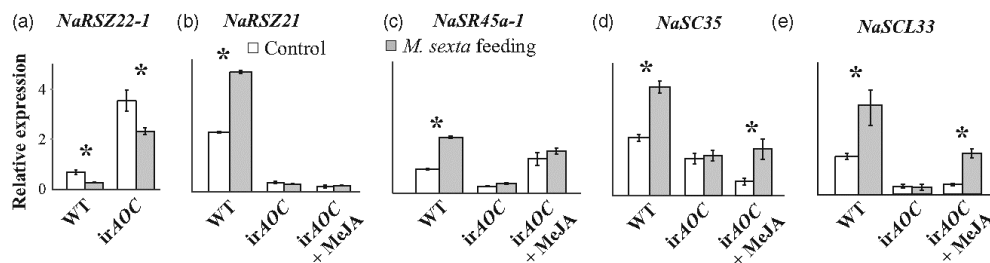 (a) NaRSZ22-1
(b) NaRSZ21
(c) NaSR45a-1
(d) NaSC35
(e) NaSCL33
Control
M. sexta feeding
Relative expression
4
2
0
*
*
WT
irAOC
*
WT
irAOC
irAOC
+ MeJA
*
WT
irAOC
irAOC
+ MeJA
*
*
WT
irAOC
irAOC
+ MeJA
*
*
WT
irAOC
irAOC
+ MeJA